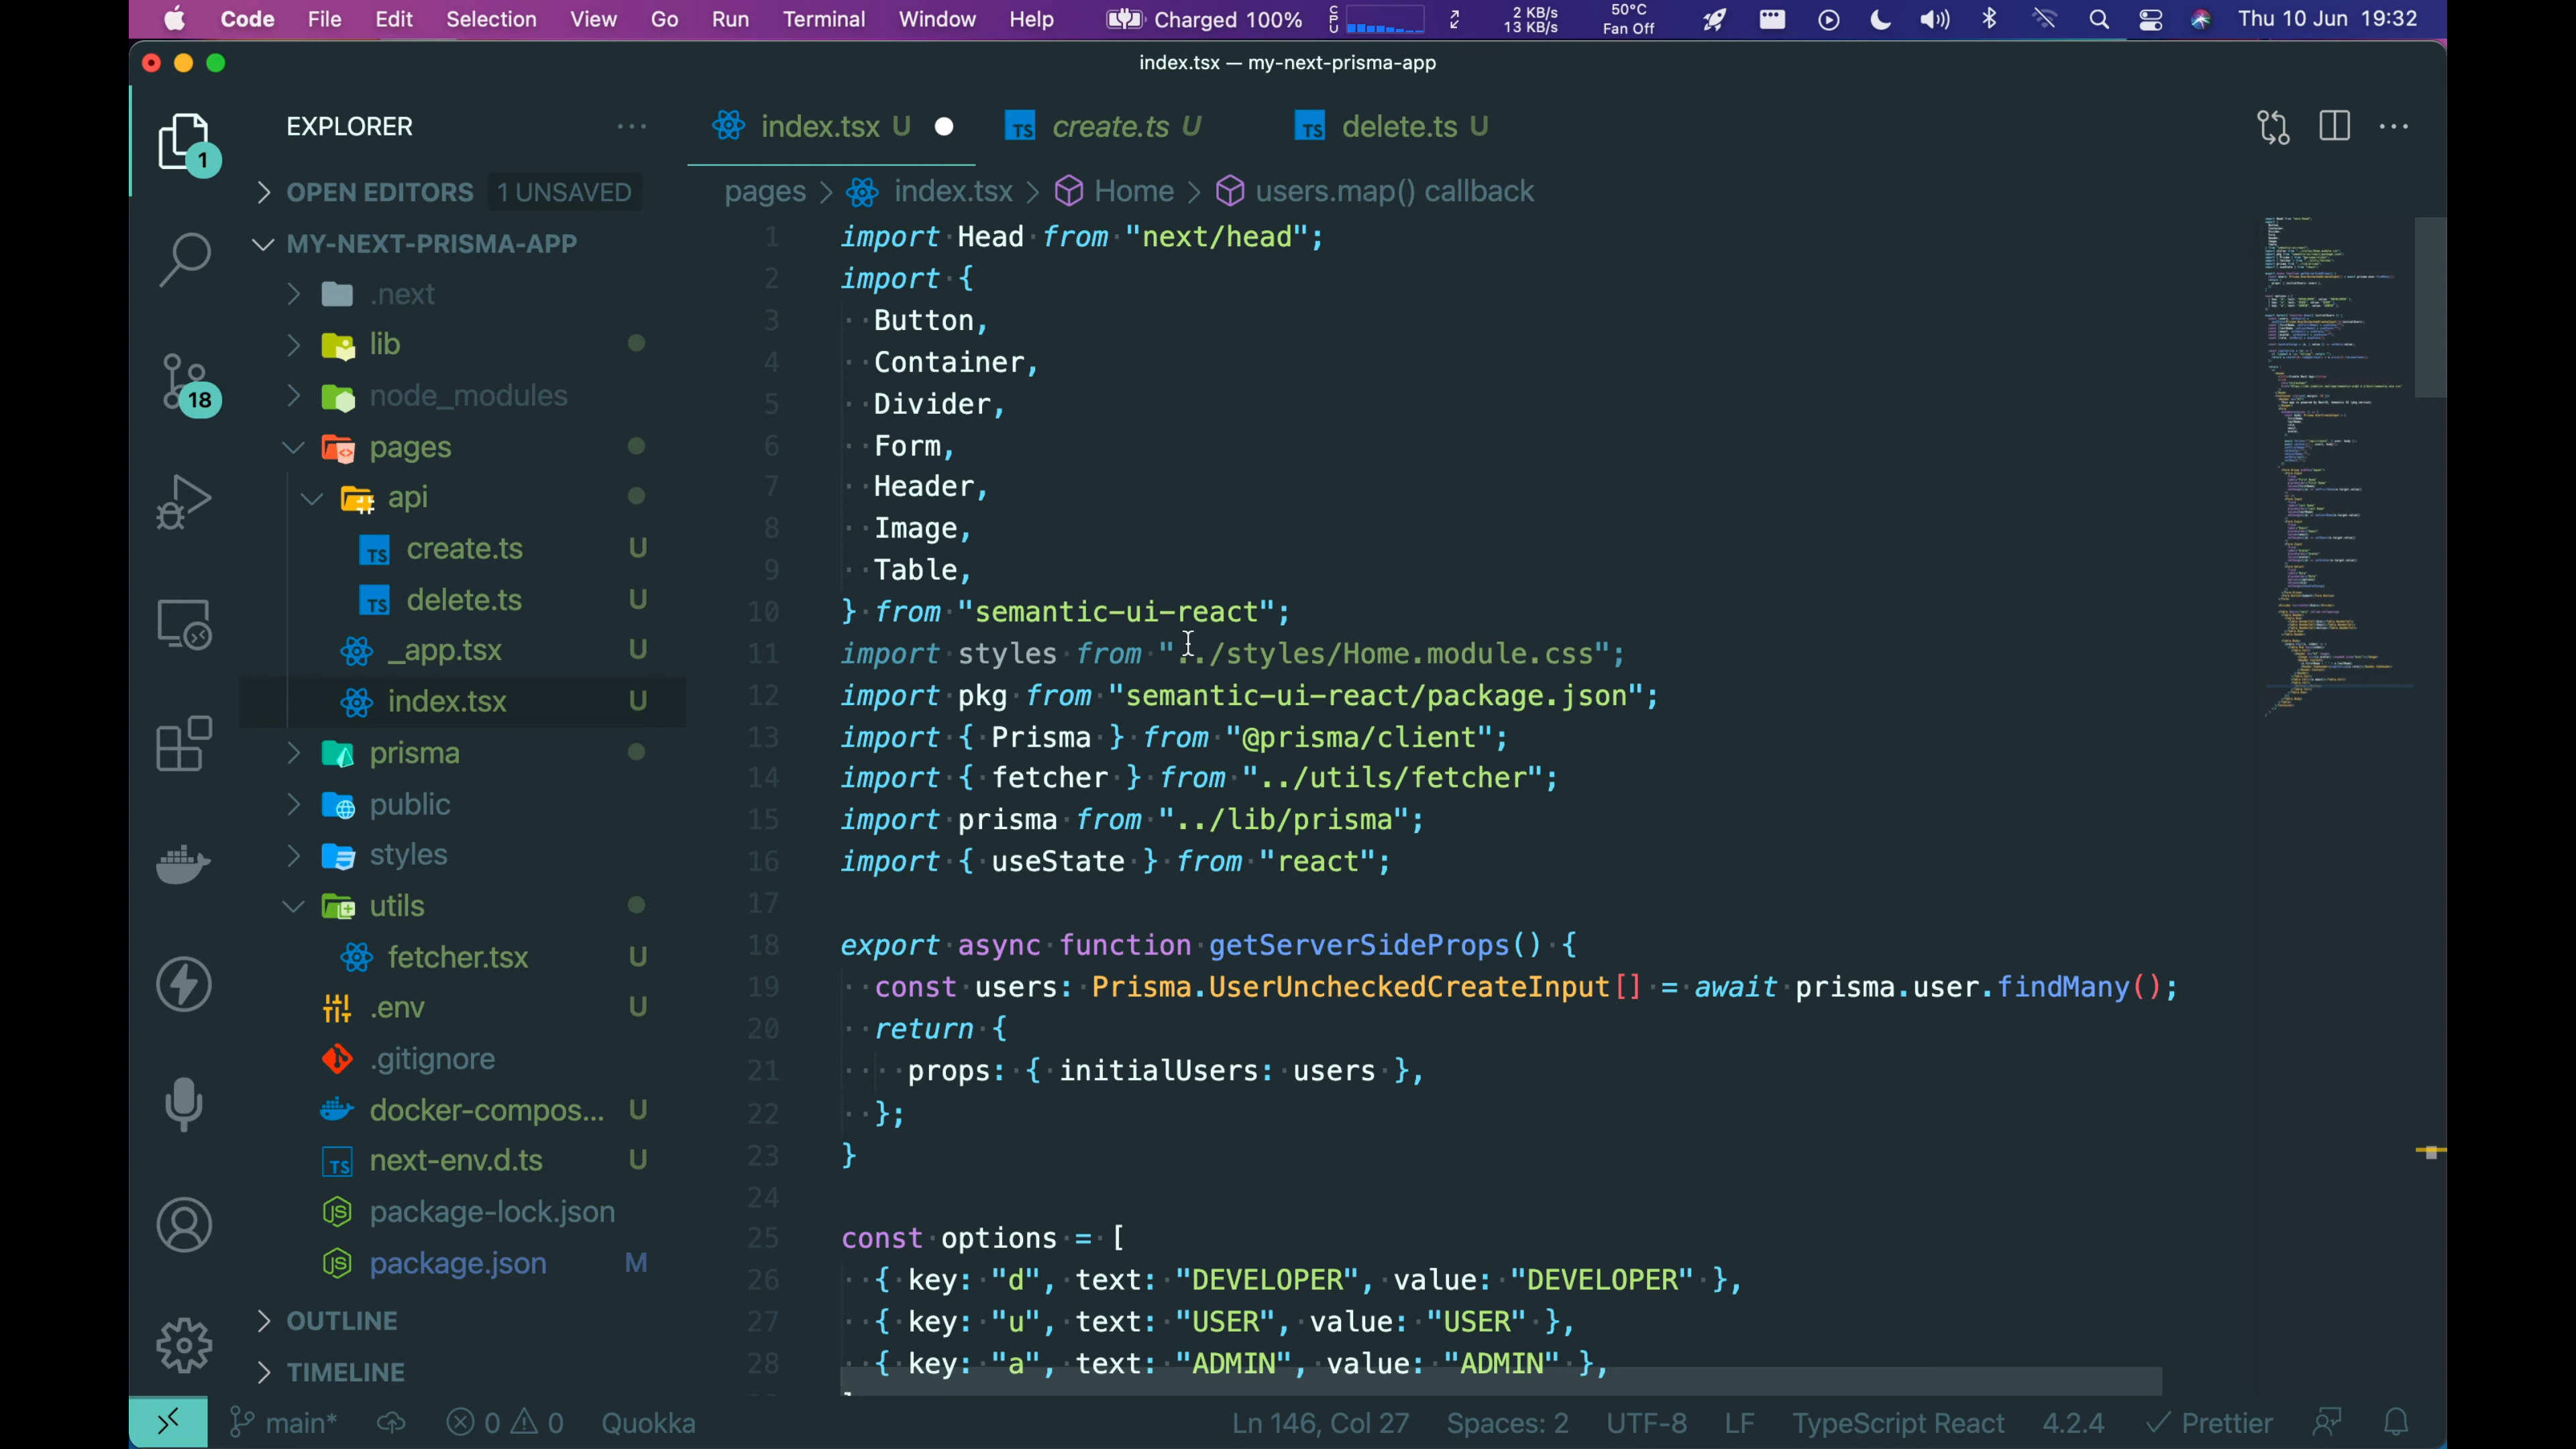 Code File Edit Selection View Go Run Terminal Window Help Charged 100% CPU 2 KB/s 13 KB/s 50°C Fan Off Thu 10 Jun 19:32
index.tsx — my-next-prisma-app
EXPLORER
index.tsx U create.ts U delete.ts U
1
OPEN EDITORS 1 UNSAVED
pages > index.tsx > Home > users.map() callback
MY-NEXT-PRISMA-APP
.next
lib
18
node_modules
pages
api
create.ts U
delete.ts U
_app.tsx U
index.tsx U
prisma
public
styles
utils
fetcher.tsx U
.env U
.gitignore
docker-compos... U
next-env.d.ts U
package-lock.json
package.json M
OUTLINE
TIMELINE
1 import Head from "next/head";
2 import {
3 Button,
4 Container,
5 Divider,
6 Form,
7 Header,
8 Image,
9 Table,
10 } from "semantic-ui-react";
11 import styles from "../styles/Home.module.css";
12 import pkg from "semantic-ui-react/package.json";
13 import { Prisma } from "@prisma/client";
14 import { fetcher } from "../utils/fetcher";
15 import prisma from "../lib/prisma";
16 import { useState } from "react";
17
18 export async function getServerSideProps() {
19 const users: Prisma.UserUncheckedCreateInput[] = await prisma.user.findMany();
20 return {
21 props: { initialUsers: users },
22 };
23 }
24
25 const options = [
26 { key: "d", text: "DEVELOPER", value: "DEVELOPER" },
27 { key: "u", text: "USER", value: "USER" },
28 { key: "a", text: "ADMIN", value: "ADMIN" },
main* 0 0 Quokka Ln 146, Col 27 Spaces: 2 UTF-8 LF TypeScript React 4.2.4 Prettier